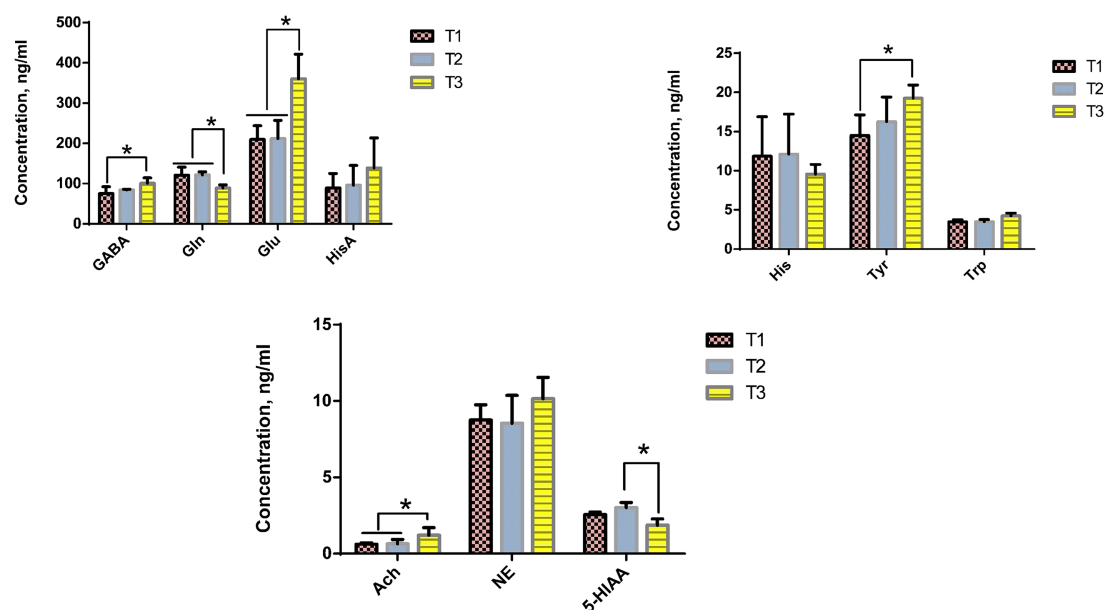 Concentration, ng/ml
500
400
300
200
100
0
*
*
*
GABA
Gln
Glu
HisA
T1
T2
T3
Concentration, ng/ml
25
20
15
10
5
0
*
His
Tyr
Trp
T1
T2
T3
Concentration, ng/ml
15
10
5
0
*
*
Ach
NE
5-HIAA
T1
T2
T3